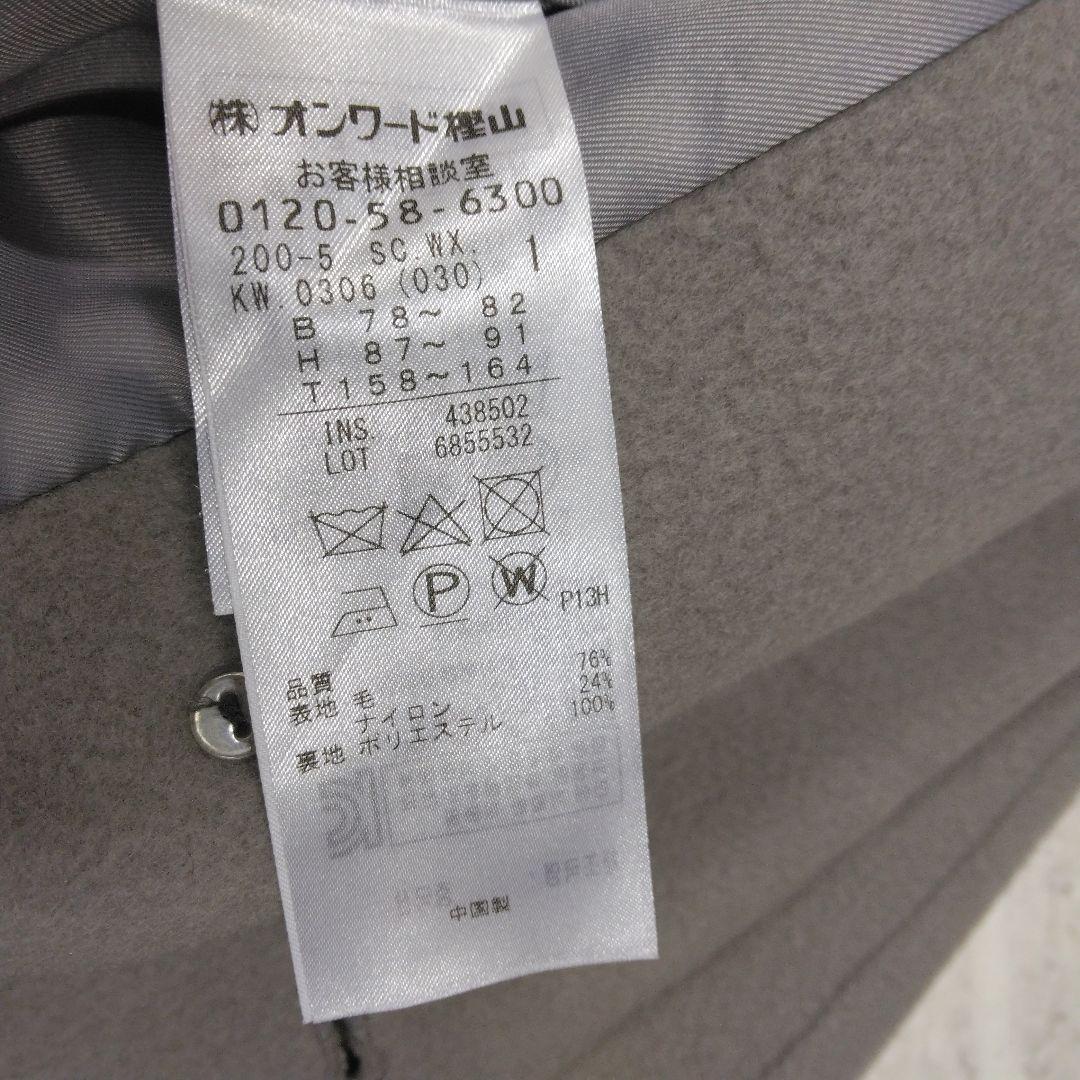 ㈱オンワード樫山
お客様相談室
0120-58-6300
200-5 SC.WX. 1
KW.0306 (030)
B 78～ 82
H 87～ 91
T158～164
INS. 438502
LOT 6855532
P
W
P13H
品質
表地 毛 76%
ナイロン 24%
裏地 ポリエステル 100%
中国製